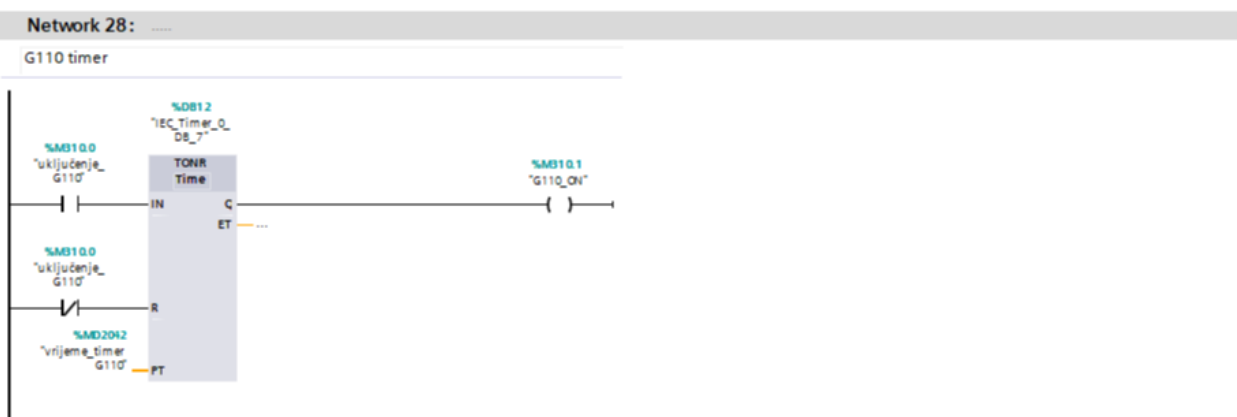 Network 28: .....
G110 timer
%DB12
"IEC_Timer_0_
DB_7"
%M310.0
"uključenje_
G110"
TONR
Time
%M310.1
"G110_ON"
IN
Q
ET
...
%M310.0
"uključenje_
G110"
R
%MD2042
"vrijeme_timer
G110"
PT